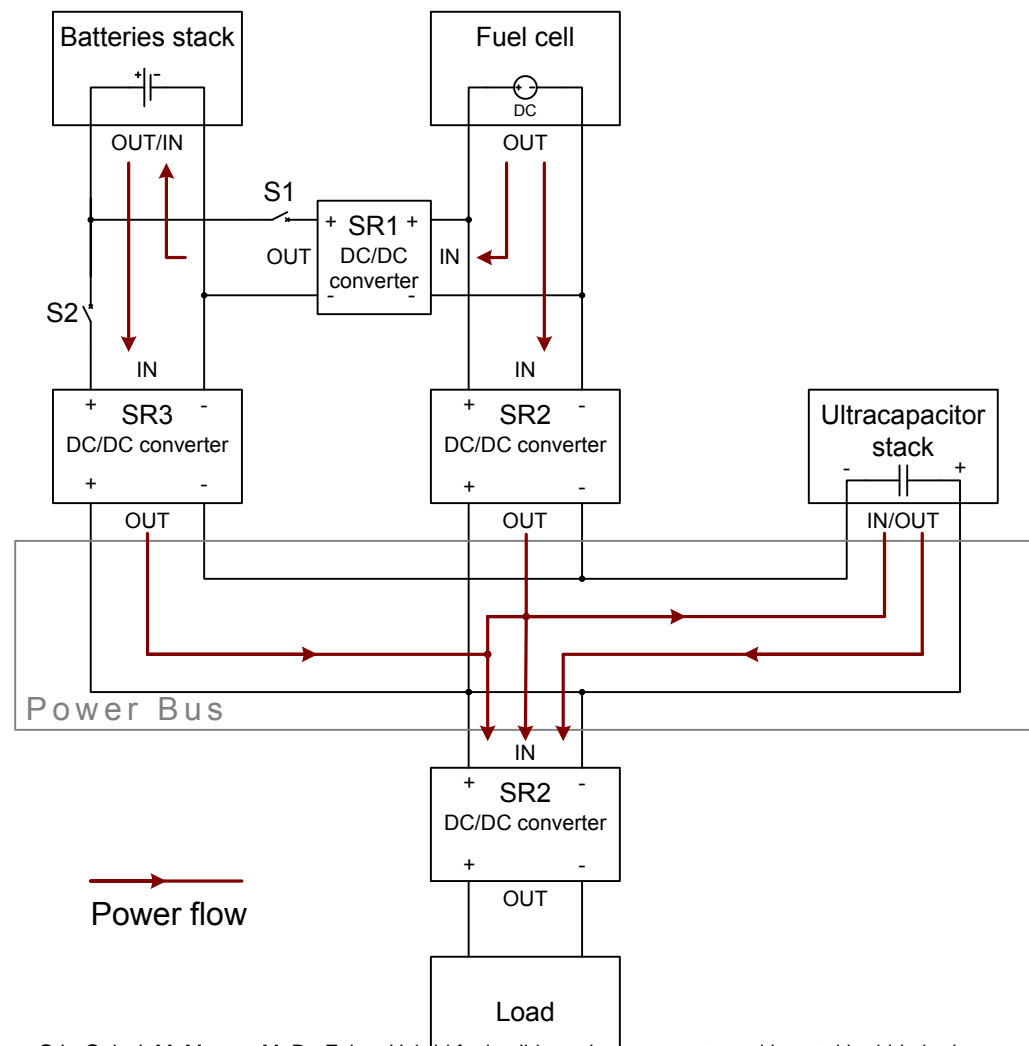 Batteries stack
+ -
OUT/IN
Fuel cell
+ -
DC
OUT
S1
+ SR1 +
DC/DC
converter
- -
OUT
IN
S2
IN
+ -
SR3
DC/DC converter
+ -
OUT
IN
+ -
SR2
DC/DC converter
+ -
OUT
Ultracapacitor
stack
- +
IN/OUT
Power Bus
IN
+ -
SR2
DC/DC converter
+ -
OUT
Power flow
Load